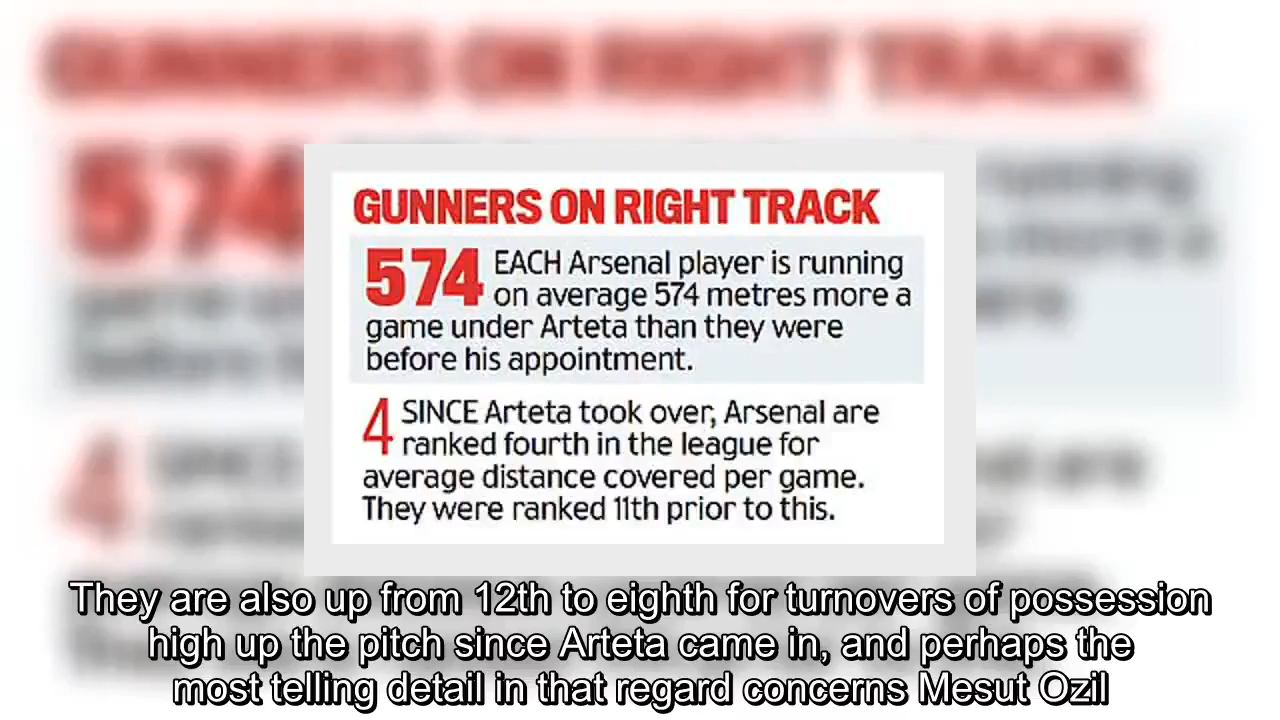 GUNNERS ON RIGHT TRACK
574 EACH Arsenal player is running
on average 574 metres more a
game under Arteta than they were
before his appointment.
4 SINCE Arteta took over, Arsenal are
ranked fourth in the league for
average distance covered per game.
They were ranked 11th prior to this.
They are also up from 12th to eighth for turnovers of possession
high up the pitch since Arteta came in, and perhaps the
most telling detail in that regard concerns Mesut Ozil